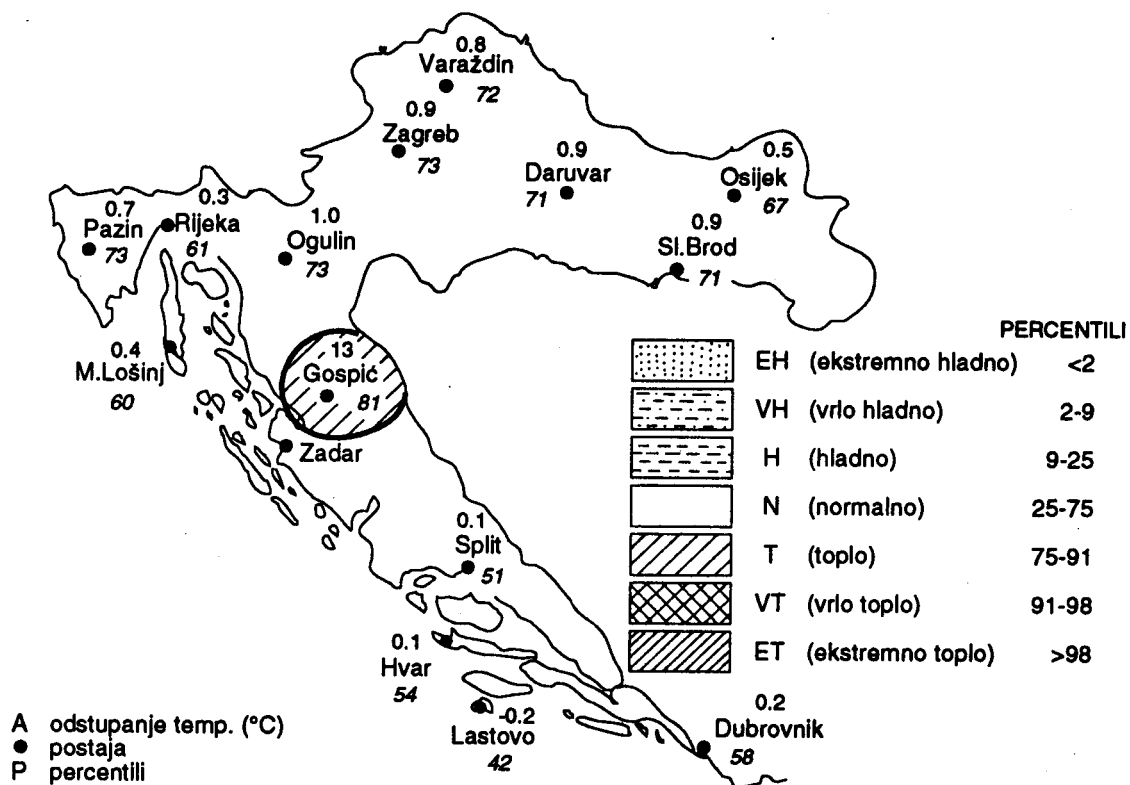 0.8
Varaždin
72
0.9
Zagreb
73
0.9
Daruvar
71
0.5
Osijek
67
0.9
Sl.Brod
71
0.7
Pazin
73
0.3
Rijeka
61
1.0
Ogulin
73
0.4
M.Lošinj
60
13
Gospić
81
Zadar
0.1
Split
51
0.1
Hvar
54
-0.2
Lastovo
42
0.2
Dubrovnik
58
PERCENTILI
EH (ekstremno hladno) <2
VH (vrlo hladno) 2-9
H (hladno) 9-25
N (normalno) 25-75
T (toplo) 75-91
VT (vrlo toplo) 91-98
ET (ekstremno toplo) >98
A odstupanje temp. (°C)
● postaja
P percentili